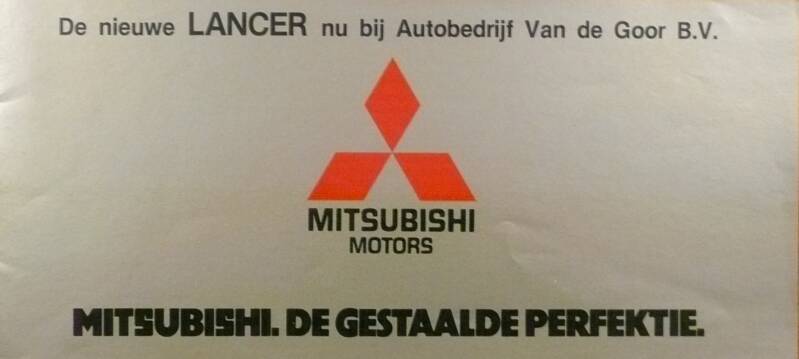 De nieuwe LANCER nu bij Autobedrijf Van de Goor B.V.
MITSUBISHI
MOTORS
MITSUBISHI. DE GESTAALDE PERFEKTIE.